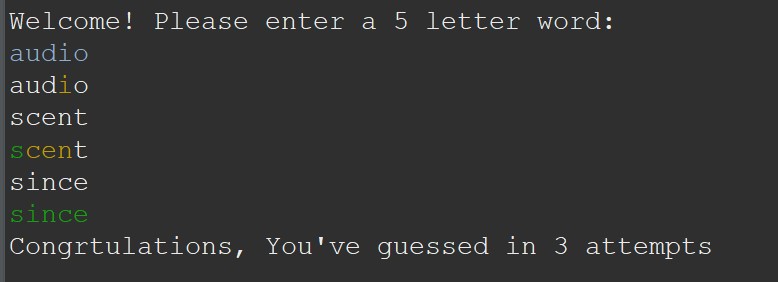 Welcome! Please enter a 5 letter word:
audio
audio
scent
scent
since
since
Congrtulations, You've guessed in 3 attempts